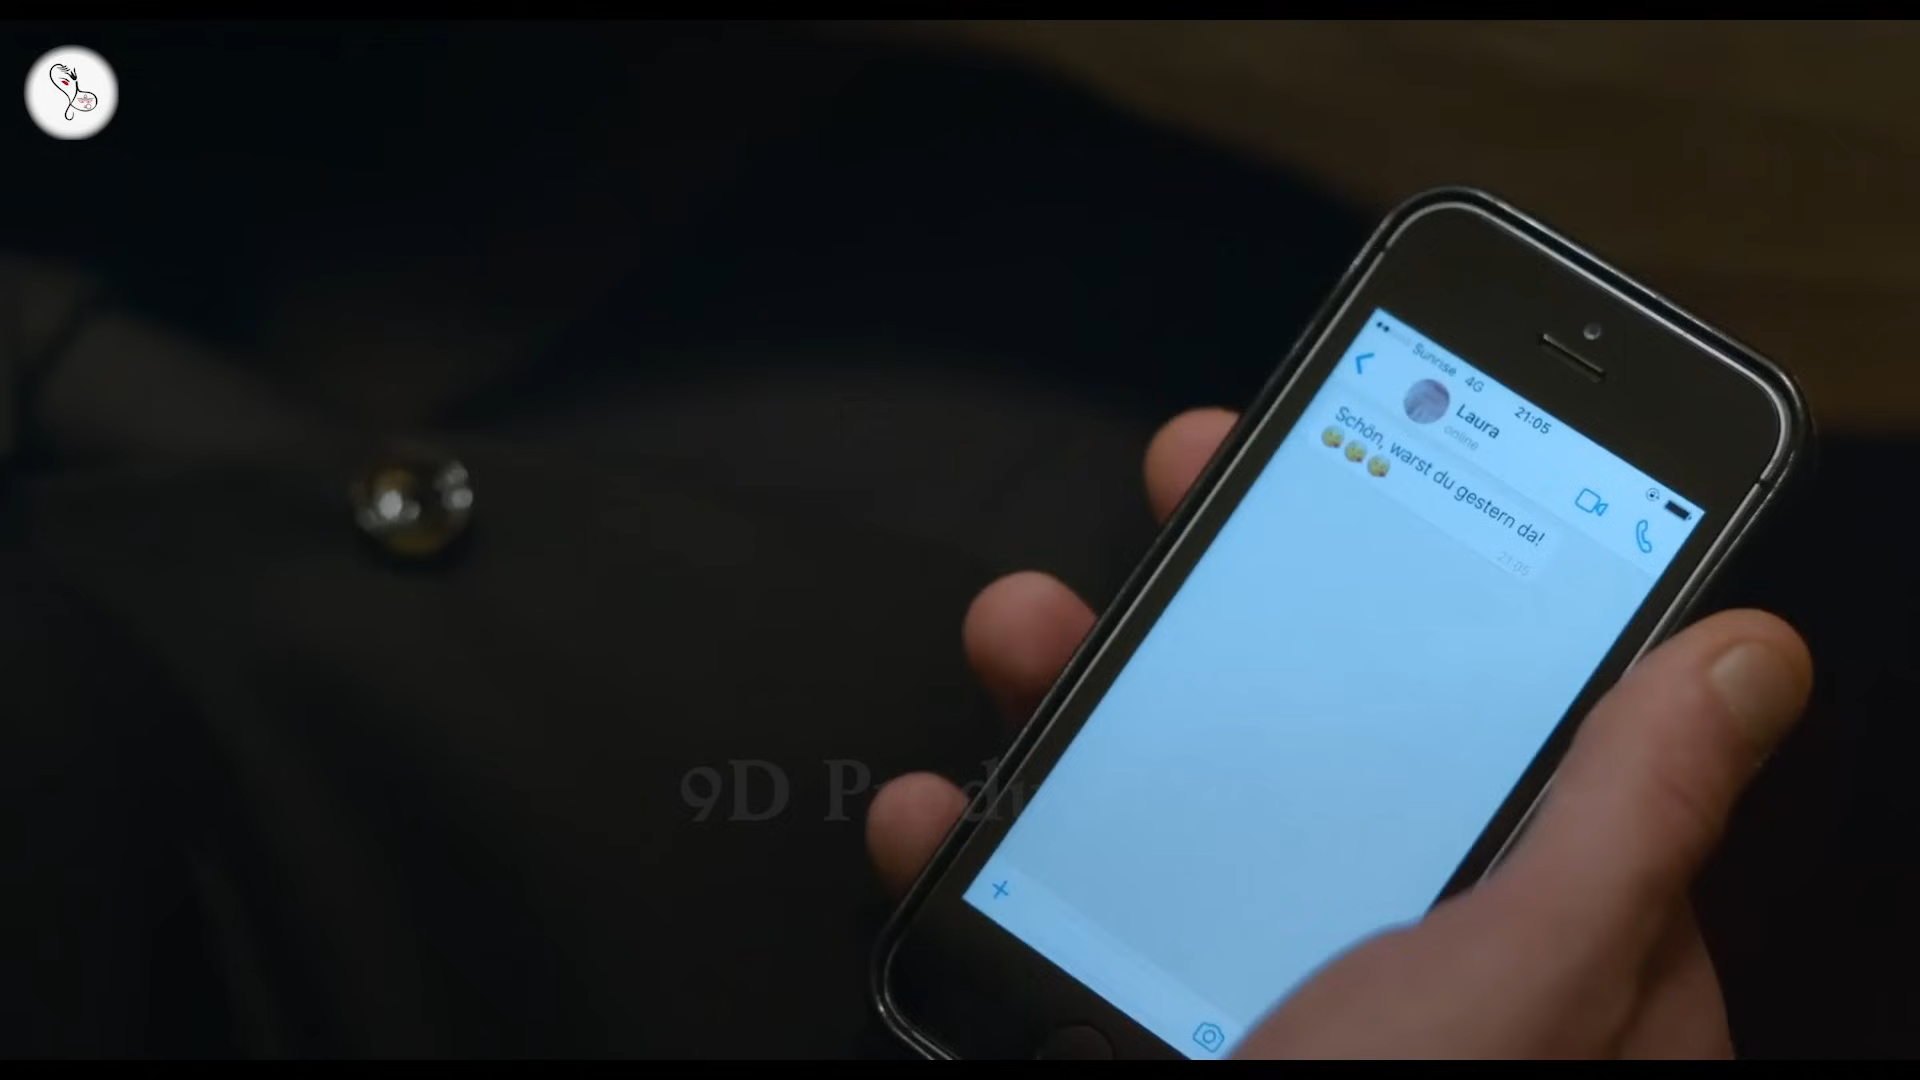 Sunrise 4G 21:05
Laura
online
Schön, warst du gestern da!
😘😘😘
21:05
9D